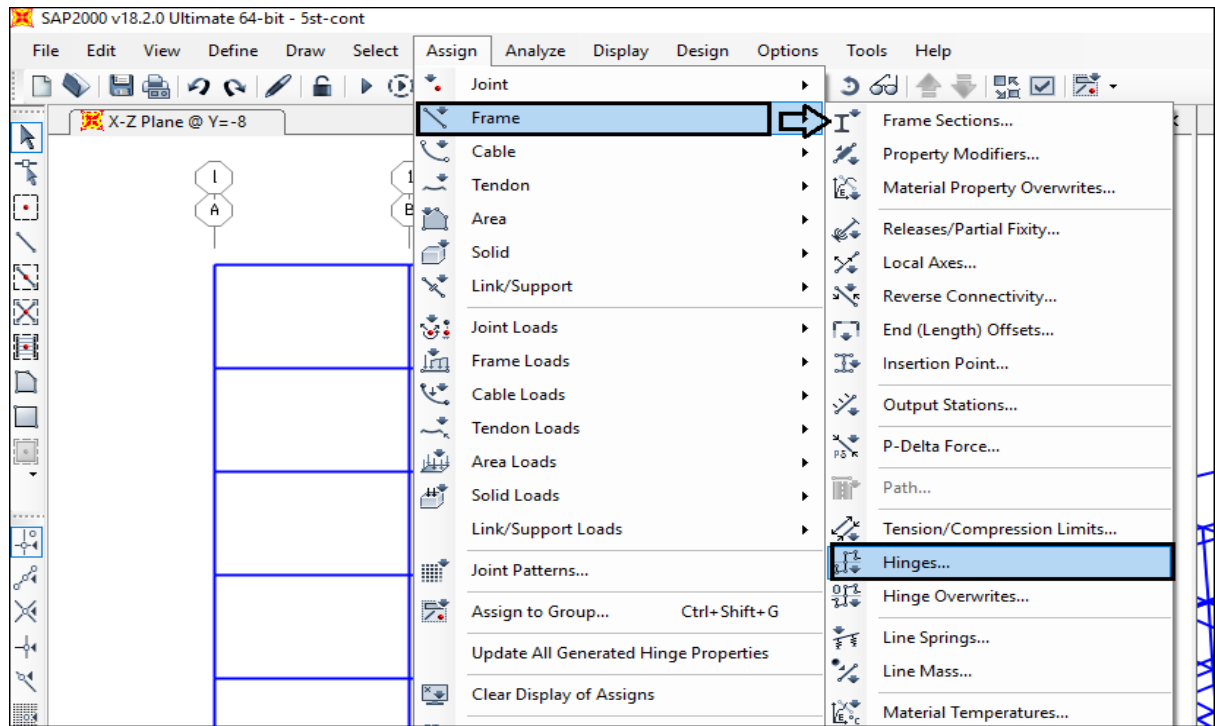 SAP2000 v18.2.0 Ultimate 64-bit - 5st-cont
File Edit View Define Draw Select Assign Analyze Display Design Options Tools Help
X-Z Plane @ Y=-8
1
A
1
B
Joint
Frame
Cable
Tendon
Area
Solid
Link/Support
Joint Loads
Frame Loads
Cable Loads
Tendon Loads
Area Loads
Solid Loads
Link/Support Loads
Joint Patterns...
Assign to Group... Ctrl+Shift+G
Update All Generated Hinge Properties
Clear Display of Assigns
Frame Sections...
Property Modifiers...
Material Property Overwrites...
Releases/Partial Fixity...
Local Axes...
Reverse Connectivity...
End (Length) Offsets...
Insertion Point...
Output Stations...
P-Delta Force...
Path...
Tension/Compression Limits...
Hinges...
Hinge Overwrites...
Line Springs...
Line Mass...
Material Temperatures...